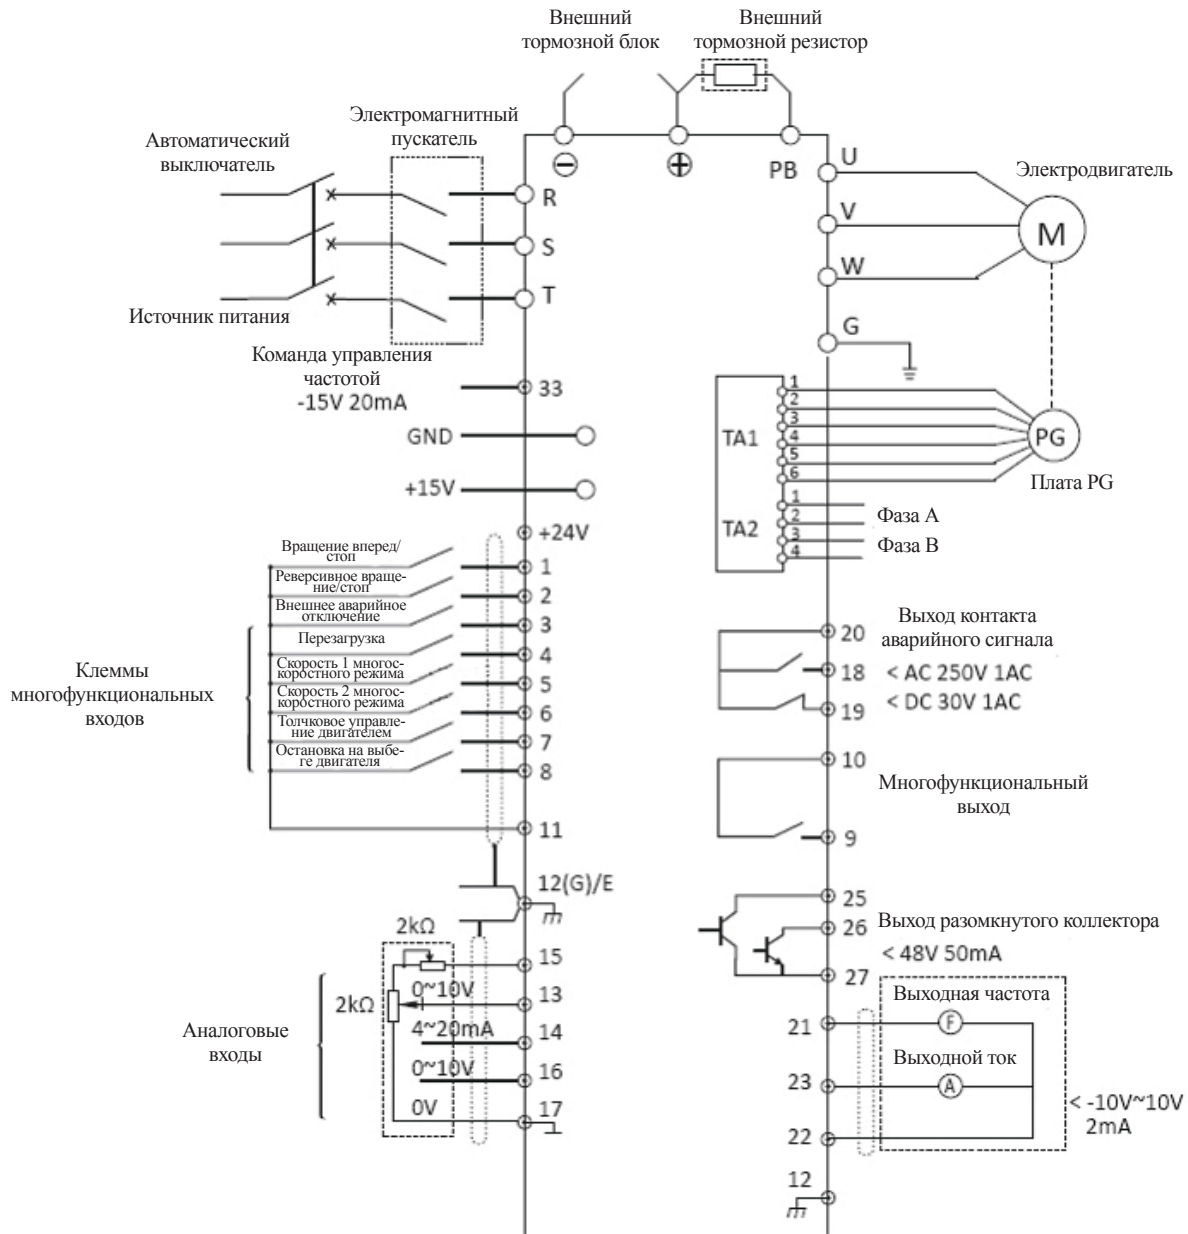 Внешний
тормозной блок
Внешний
тормозной резистор
Электромагнитный
пускатель
Автоматический
выключатель
PB
U
Электродвигатель
R
V
M
S
W
T
Источник питания
G
Команда управления
частотой
-15V 20mA
33
GND
+15V
+24V
TA1
1
2
3
4
5
6
PG
Плата PG
TA2
1
2
3
4
Фаза А
Фаза В
Вращение вперед/
стоп
1
Реверсивное враще-
ние/стоп
2
Внешнее аварийное
отключение
3
Перезагрузка
4
Скорость 1 многос-
коростного режима
5
Скорость 2 многос-
коростного режима
6
Толчковое управле-
ние двигателем
7
Остановка на выбе-
ге двигателя
8
11
Клеммы
многофункциональных
входов
20
Выход контакта
аварийного сигнала
18
< AC 250V 1AC
19
< DC 30V 1AC
10
Многофункциональный
выход
9
12(G)/E
25
26
Выход разомкнутого коллектора
< 48V 50mA
27
2kΩ
15
2kΩ
0~10V
13
4~20mA
14
0~10V
16
0V
17
Аналоговые
входы
Выходная частота
21
F
Выходной ток
23
A
< -10V~10V
2mA
22
12